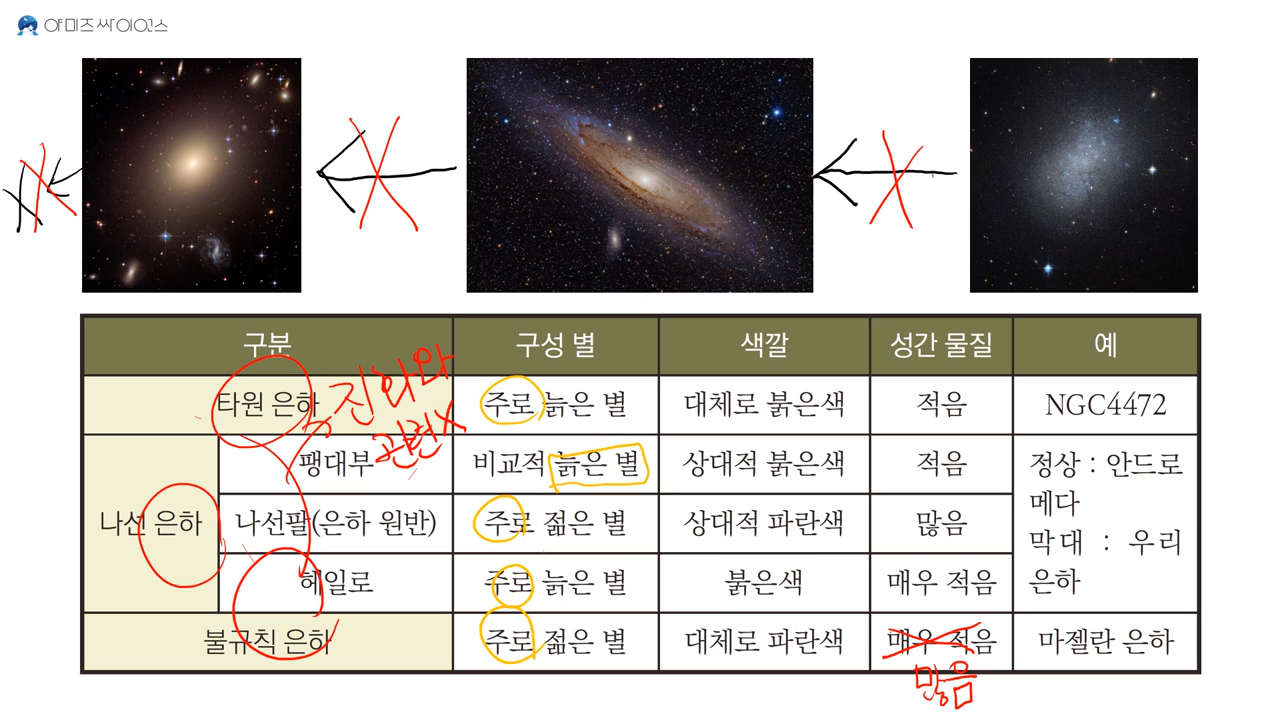 야미즈 싸이언스
구분 구성 별 색깔 성간 물질 예
타원 은하 주로 늙은 별 대체로 붉은색 적음 NGC4472
진화와
관련X
나선 은하 팽대부 비교적 늙은 별 상대적 붉은색 적음 정상 : 안드로
메다
나선팔(은하 원반) 주로 젊은 별 상대적 파란색 많음 막대 : 우리
은하
헤일로 주로 늙은 별 붉은색 매우 적음
불규칙 은하 주로 젊은 별 대체로 파란색 매우 적음 마젤란 은하
많음